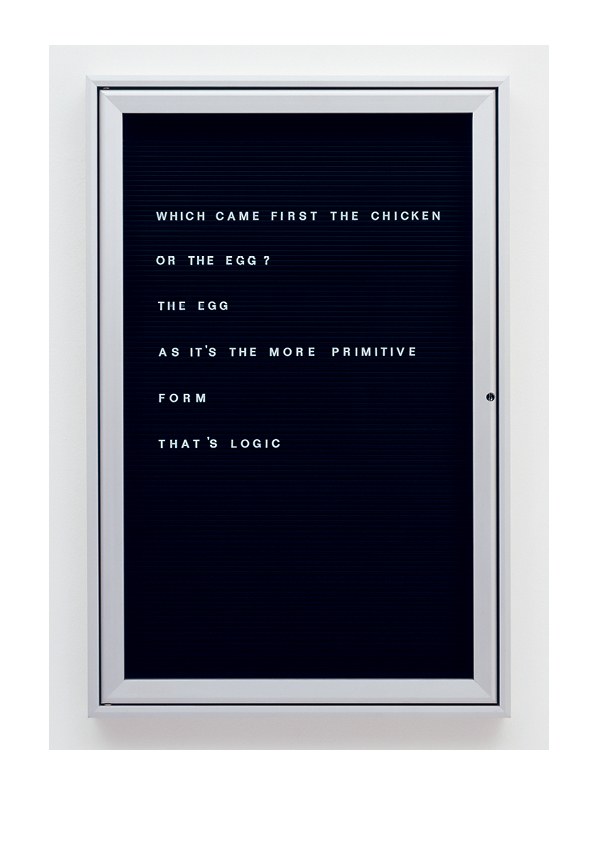 WHICH CAME FIRST THE CHICKEN
OR THE EGG?
THE EGG
AS IT'S THE MORE PRIMITIVE
FORM
THAT'S LOGIC